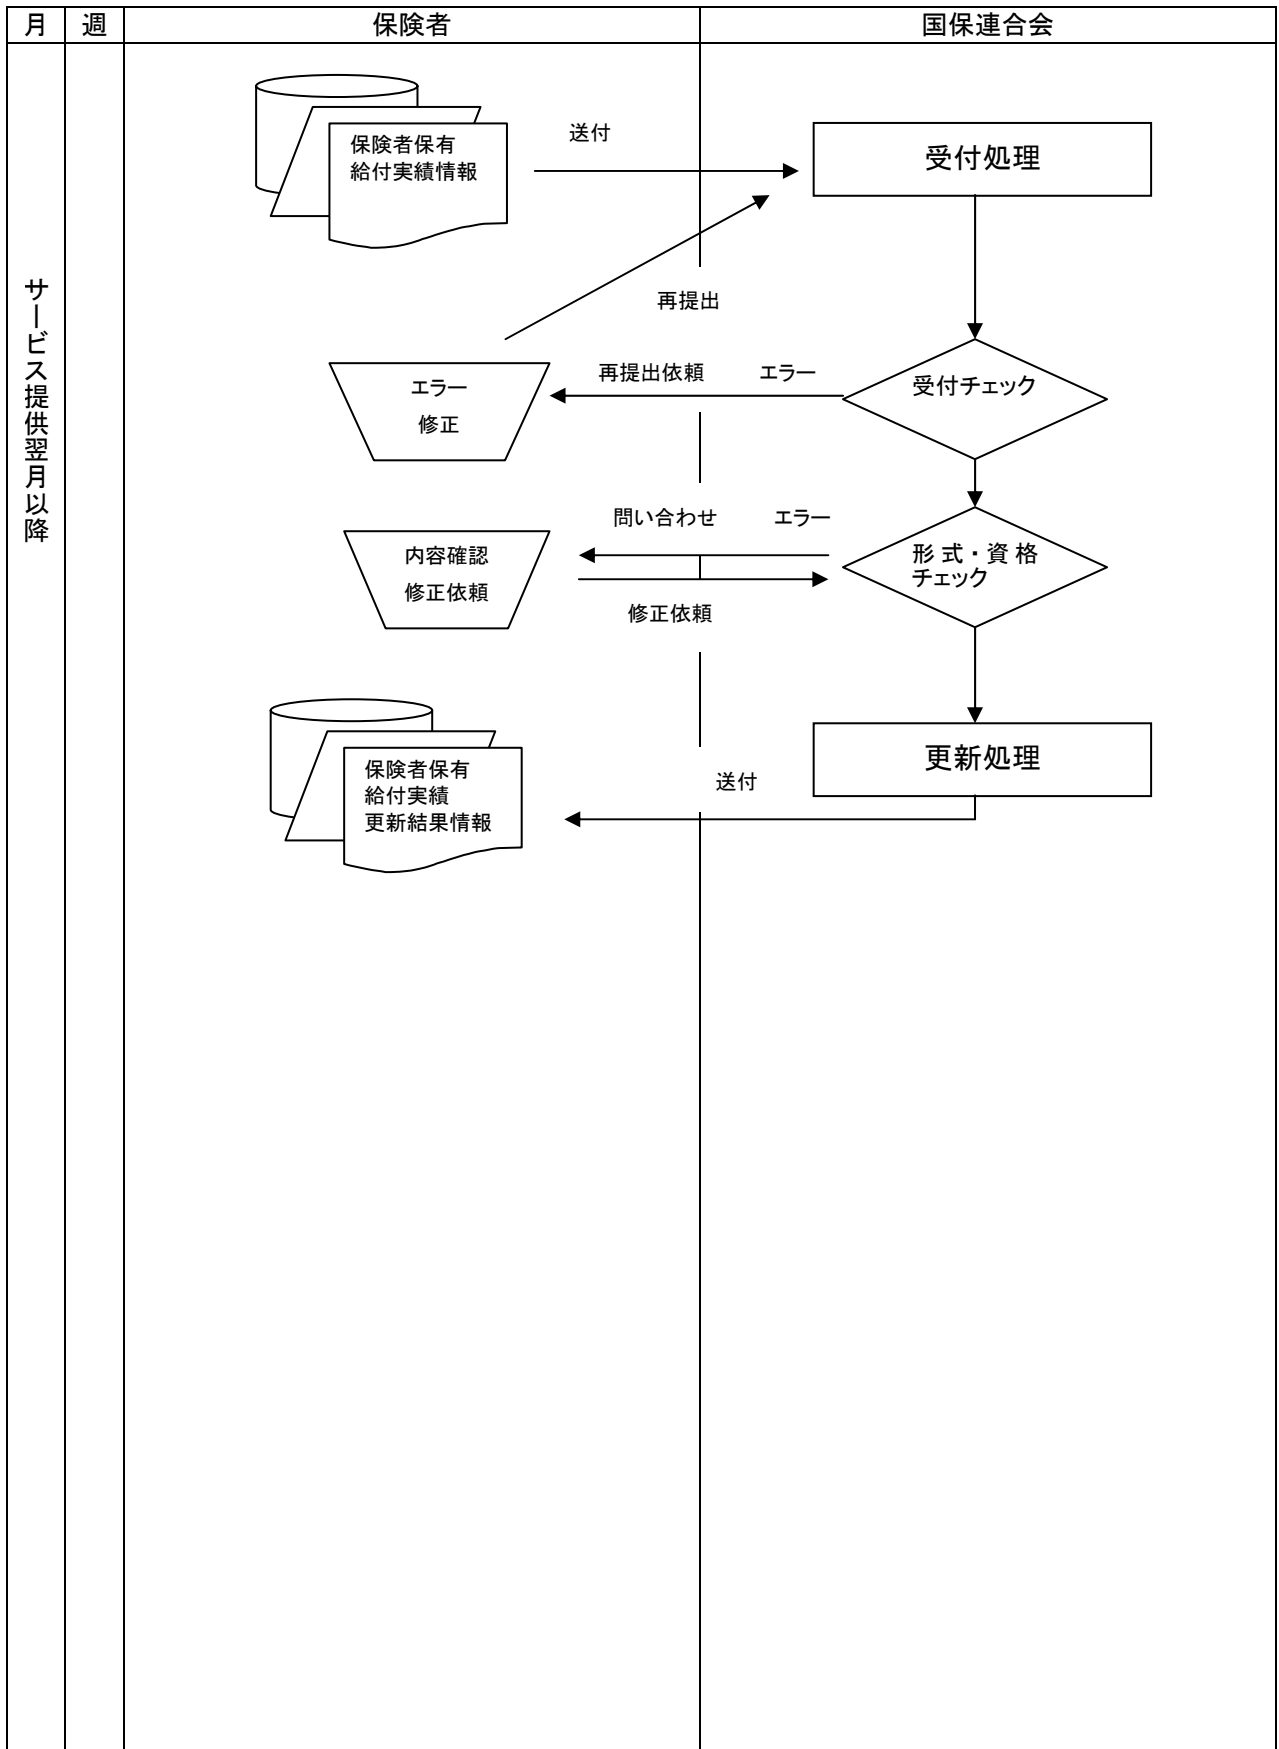 月
週
保険者
国保連合会
サービス提供翌月以降
保険者保有
給付実績情報
送付
受付処理
再提出
エラー
修正
再提出依頼
エラー
受付チェック
問い合わせ
エラー
内容確認
修正依頼
形式・資格
チェック
修正依頼
保険者保有
給付実績
更新結果情報
送付
更新処理